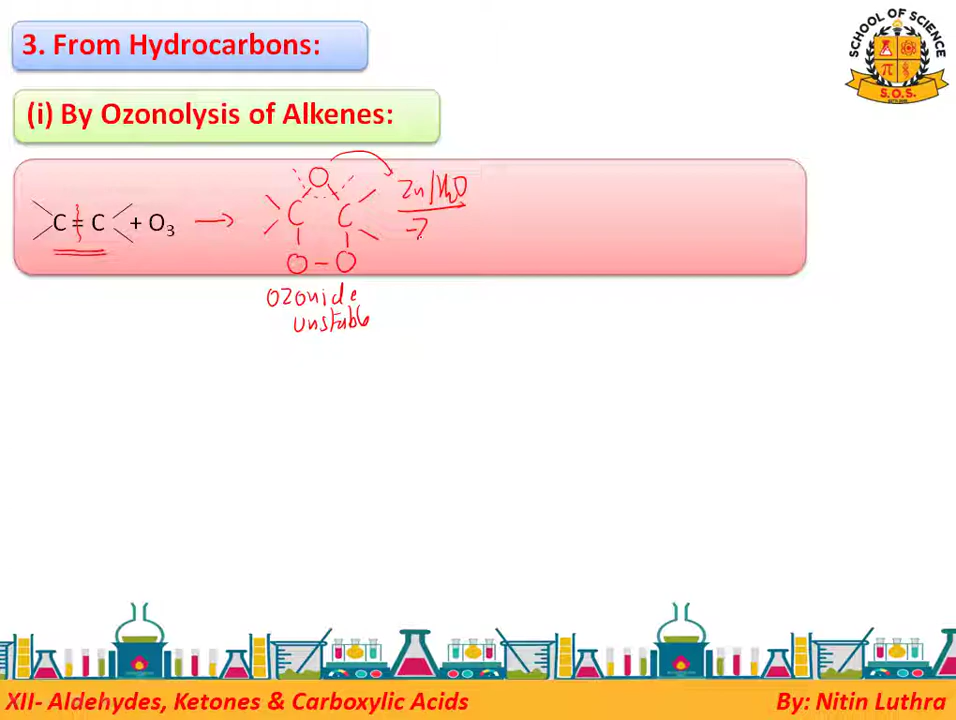 3. From Hydrocarbons:
SCHOOL OF SCIENCE
π
S.O.S.
(i) By Ozonolysis of Alkenes:
O
C = C + O₃ → C C Zn/H₂O
-Z
O - O
Ozonide
unstable
XII- Aldehydes, Ketones & Carboxylic Acids
By: Nitin Luthra